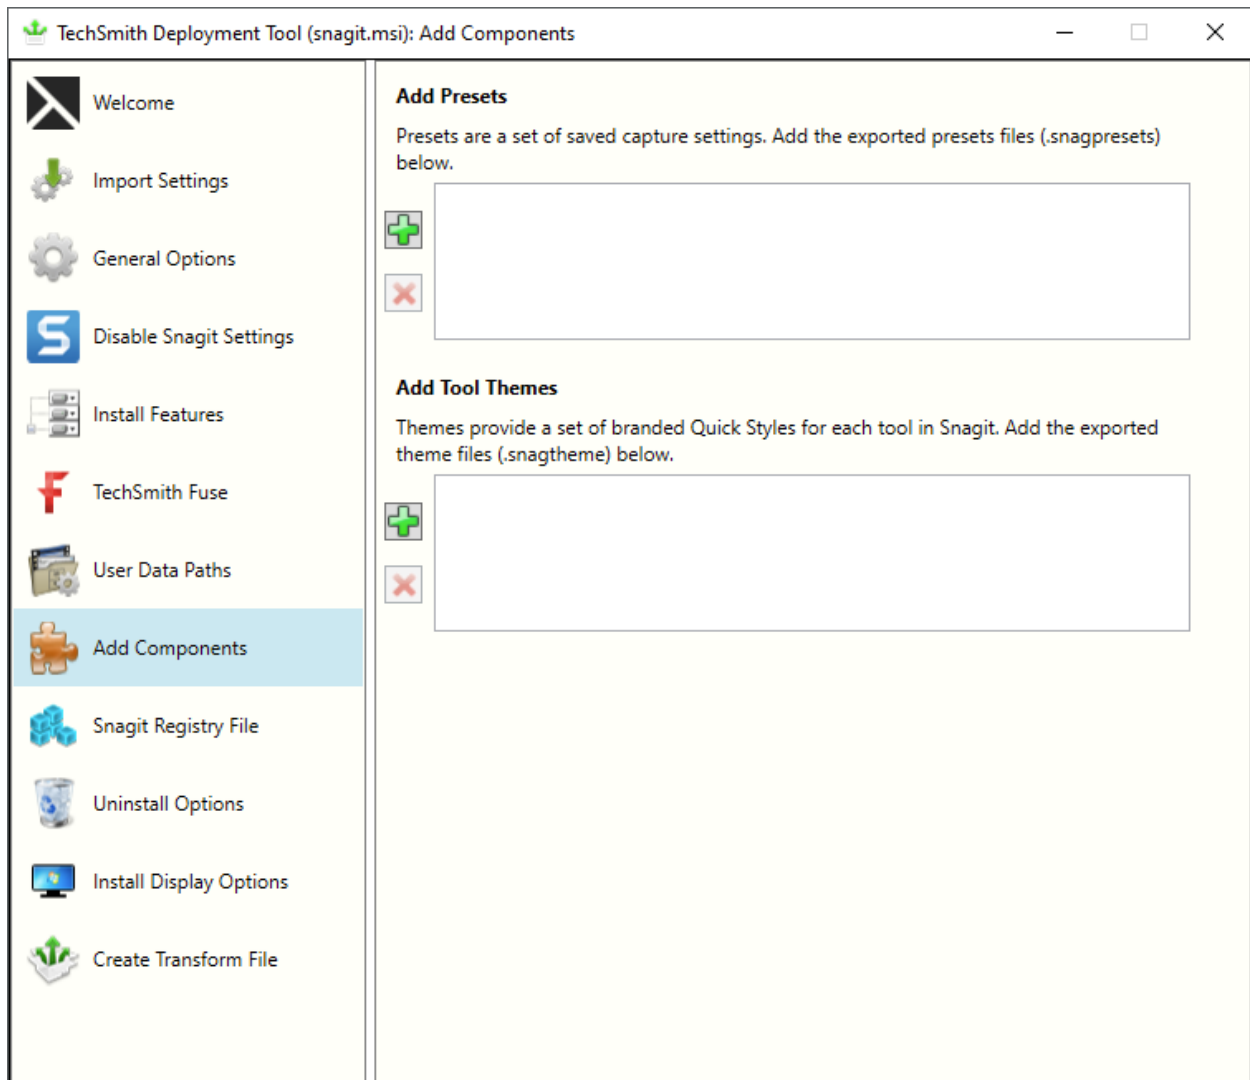 TechSmith Deployment Tool (snagit.msi): Add Components
Welcome
Import Settings
General Options
Disable Snagit Settings
Install Features
TechSmith Fuse
User Data Paths
Add Components
Snagit Registry File
Uninstall Options
Install Display Options
Create Transform File
Add Presets
Presets are a set of saved capture settings. Add the exported presets files (.snagpresets)
below.
Add Tool Themes
Themes provide a set of branded Quick Styles for each tool in Snagit. Add the exported
theme files (.snagtheme) below.